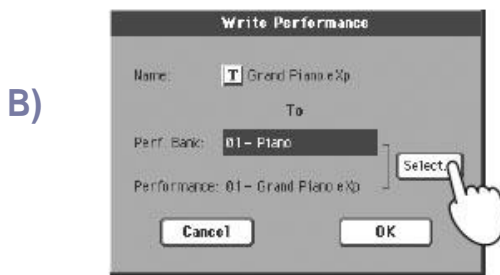 Write Performance
B)
Name: T Grand Piano eXp
To
Perf. Bank: 01- Piano
Select
Performance: 01- Grand Piano eXp
Cancel OK